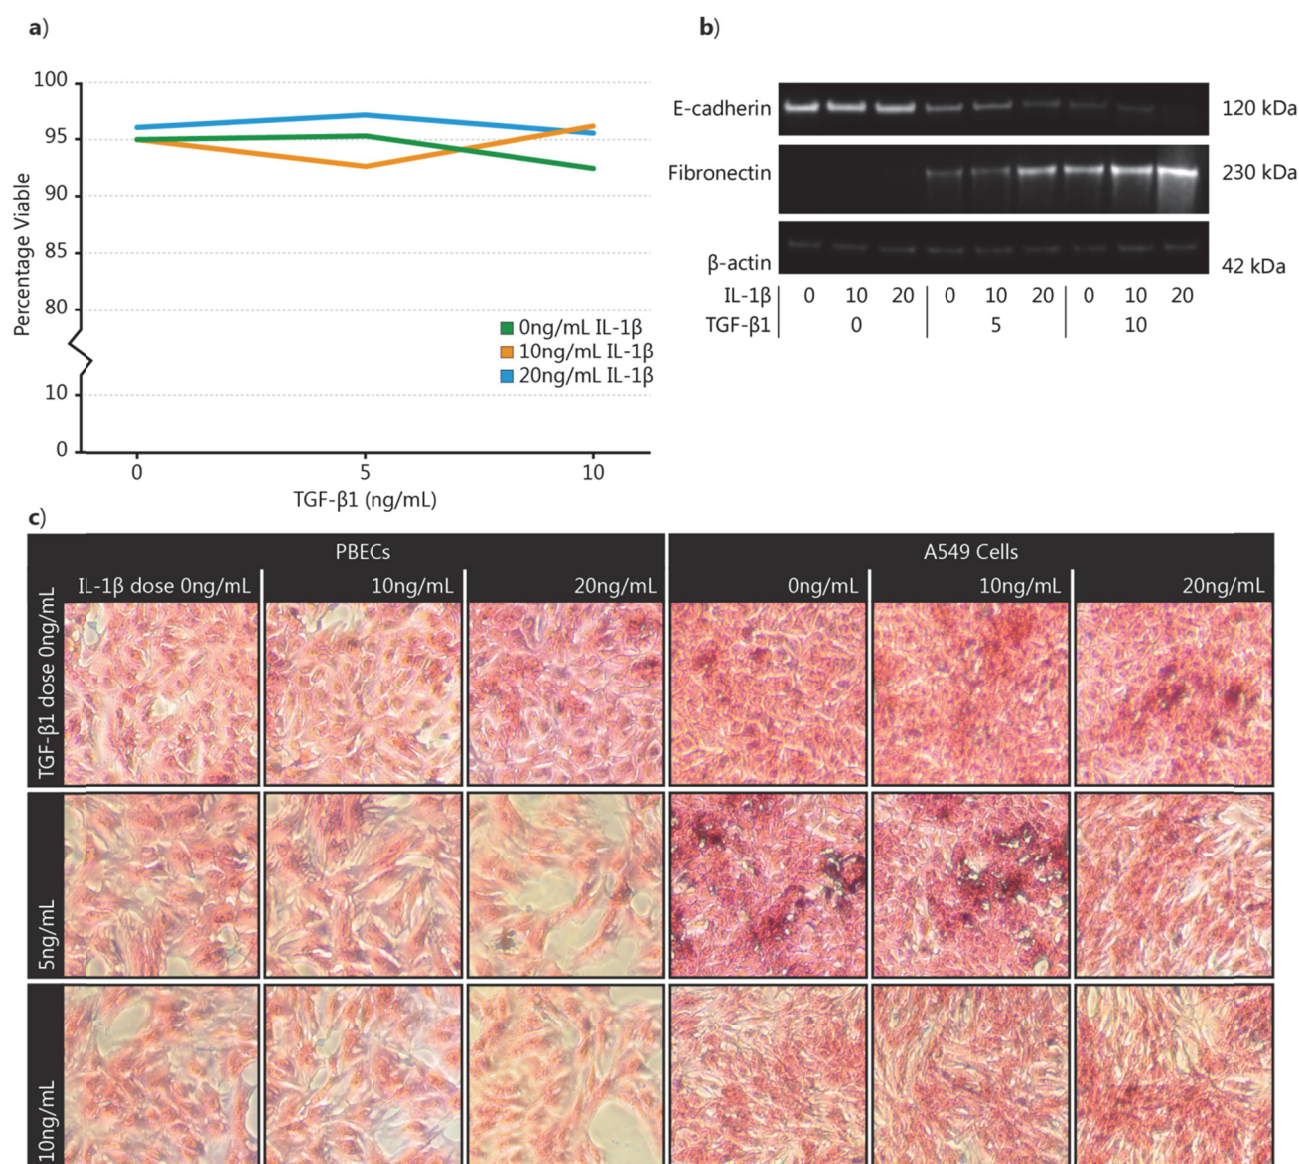 a)
100
95
90
85
80
10
0
Percentage Viable
0ng/mL IL-1β
10ng/mL IL-1β
20ng/mL IL-1β
0 5 10
TGF-β1 (ng/mL)
b)
E-cadherin 120 kDa
Fibronectin 230 kDa
β-actin 42 kDa
IL-1β 0 10 20 0 10 20 0 10 20
TGF-β1 0 5 10
c)
PBECs A549 Cells
IL-1β dose 0ng/mL 10ng/mL 20ng/mL 0ng/mL 10ng/mL 20ng/mL
TGF-β1 dose 0ng/mL
5ng/mL
10ng/mL